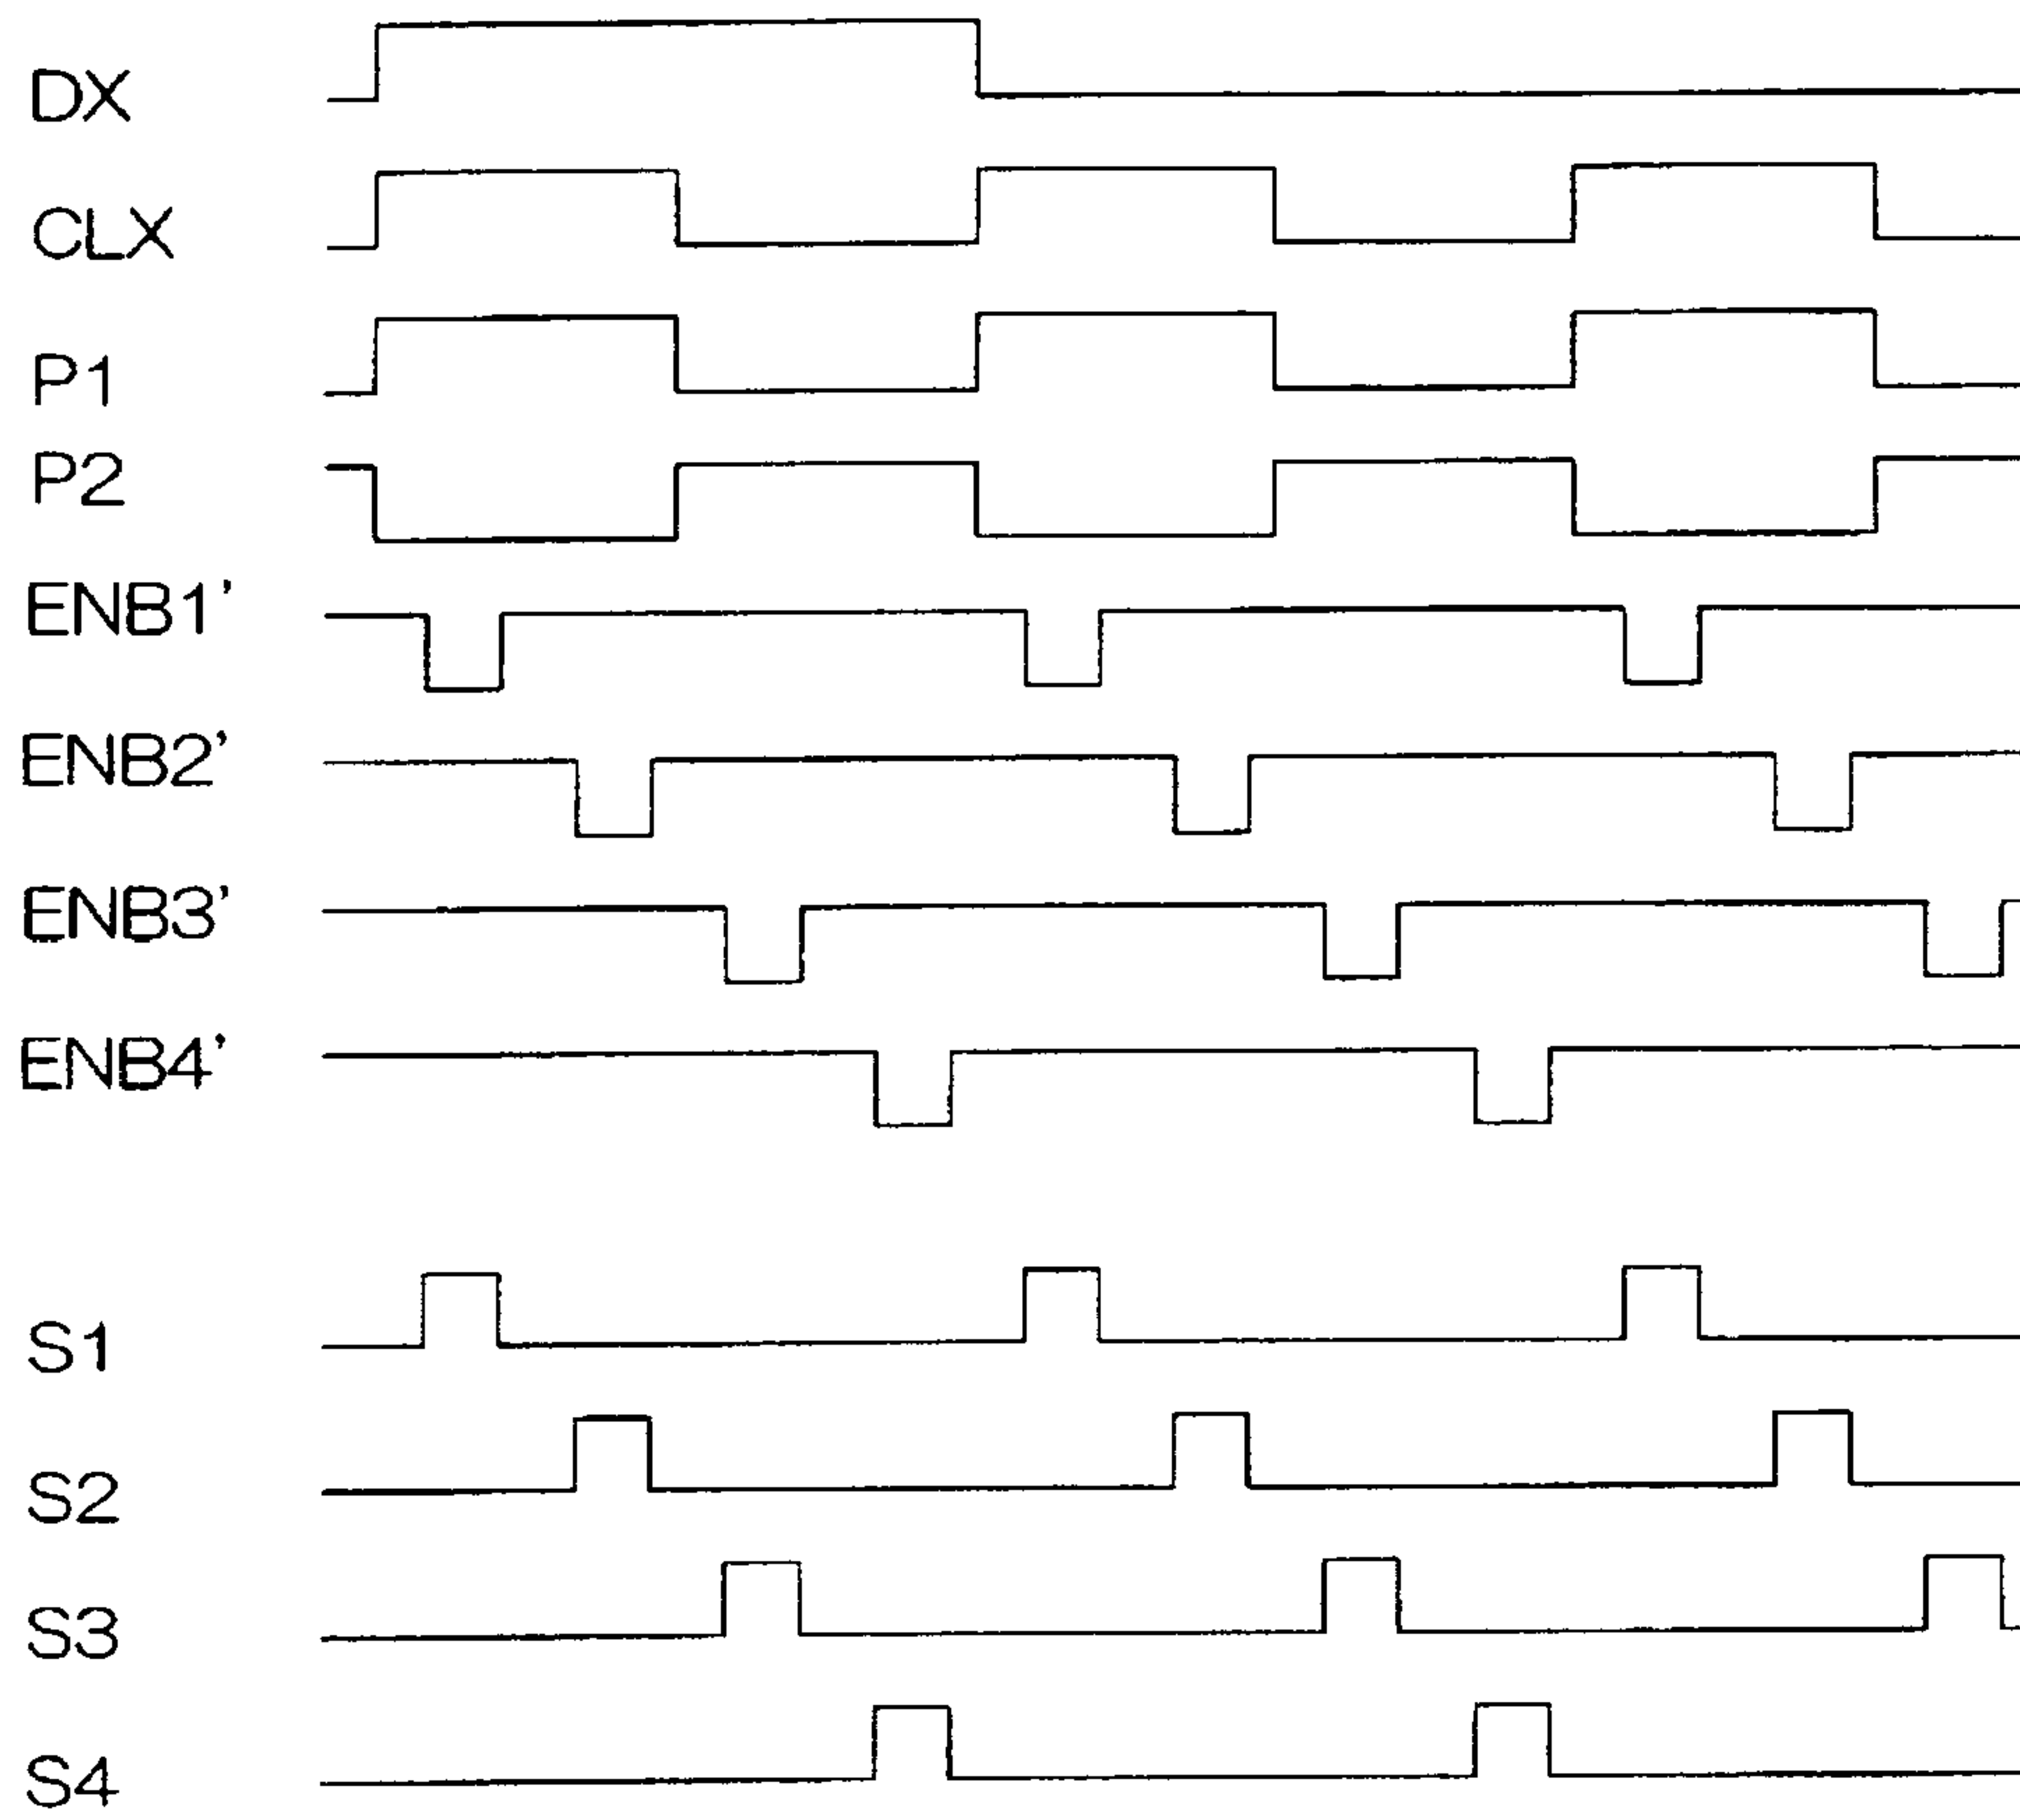 DX
CLX
P1
P2
ENB1'
ENB2'
ENB3'
ENB4'
S1
S2
S3
S4